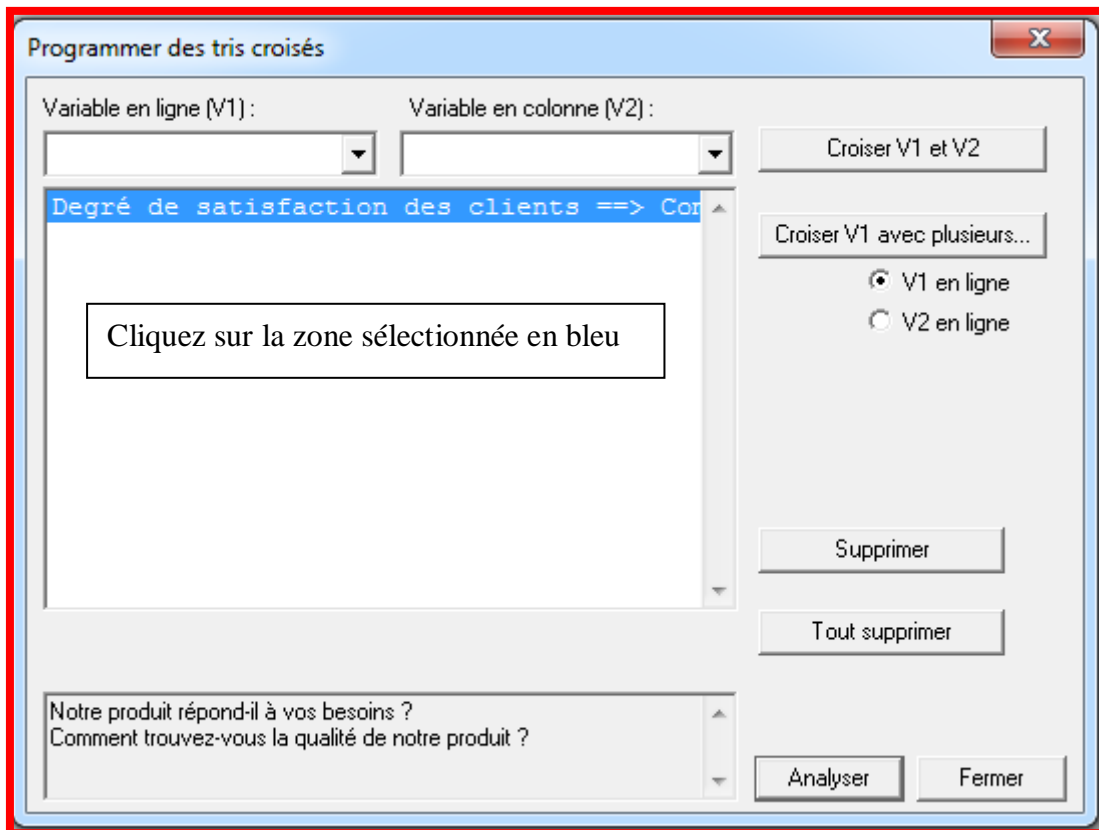 Programmer des tris croisés
Variable en ligne (V1) :
Variable en colonne (V2) :
Croiser V1 et V2
Degré de satisfaction des clients ==> Con
Croiser V1 avec plusieurs...
V1 en ligne
V2 en ligne
Cliquez sur la zone sélectionnée en bleu
Supprimer
Tout supprimer
Notre produit répond-il à vos besoins ?
Comment trouvez-vous la qualité de notre produit ?
Analyser
Fermer